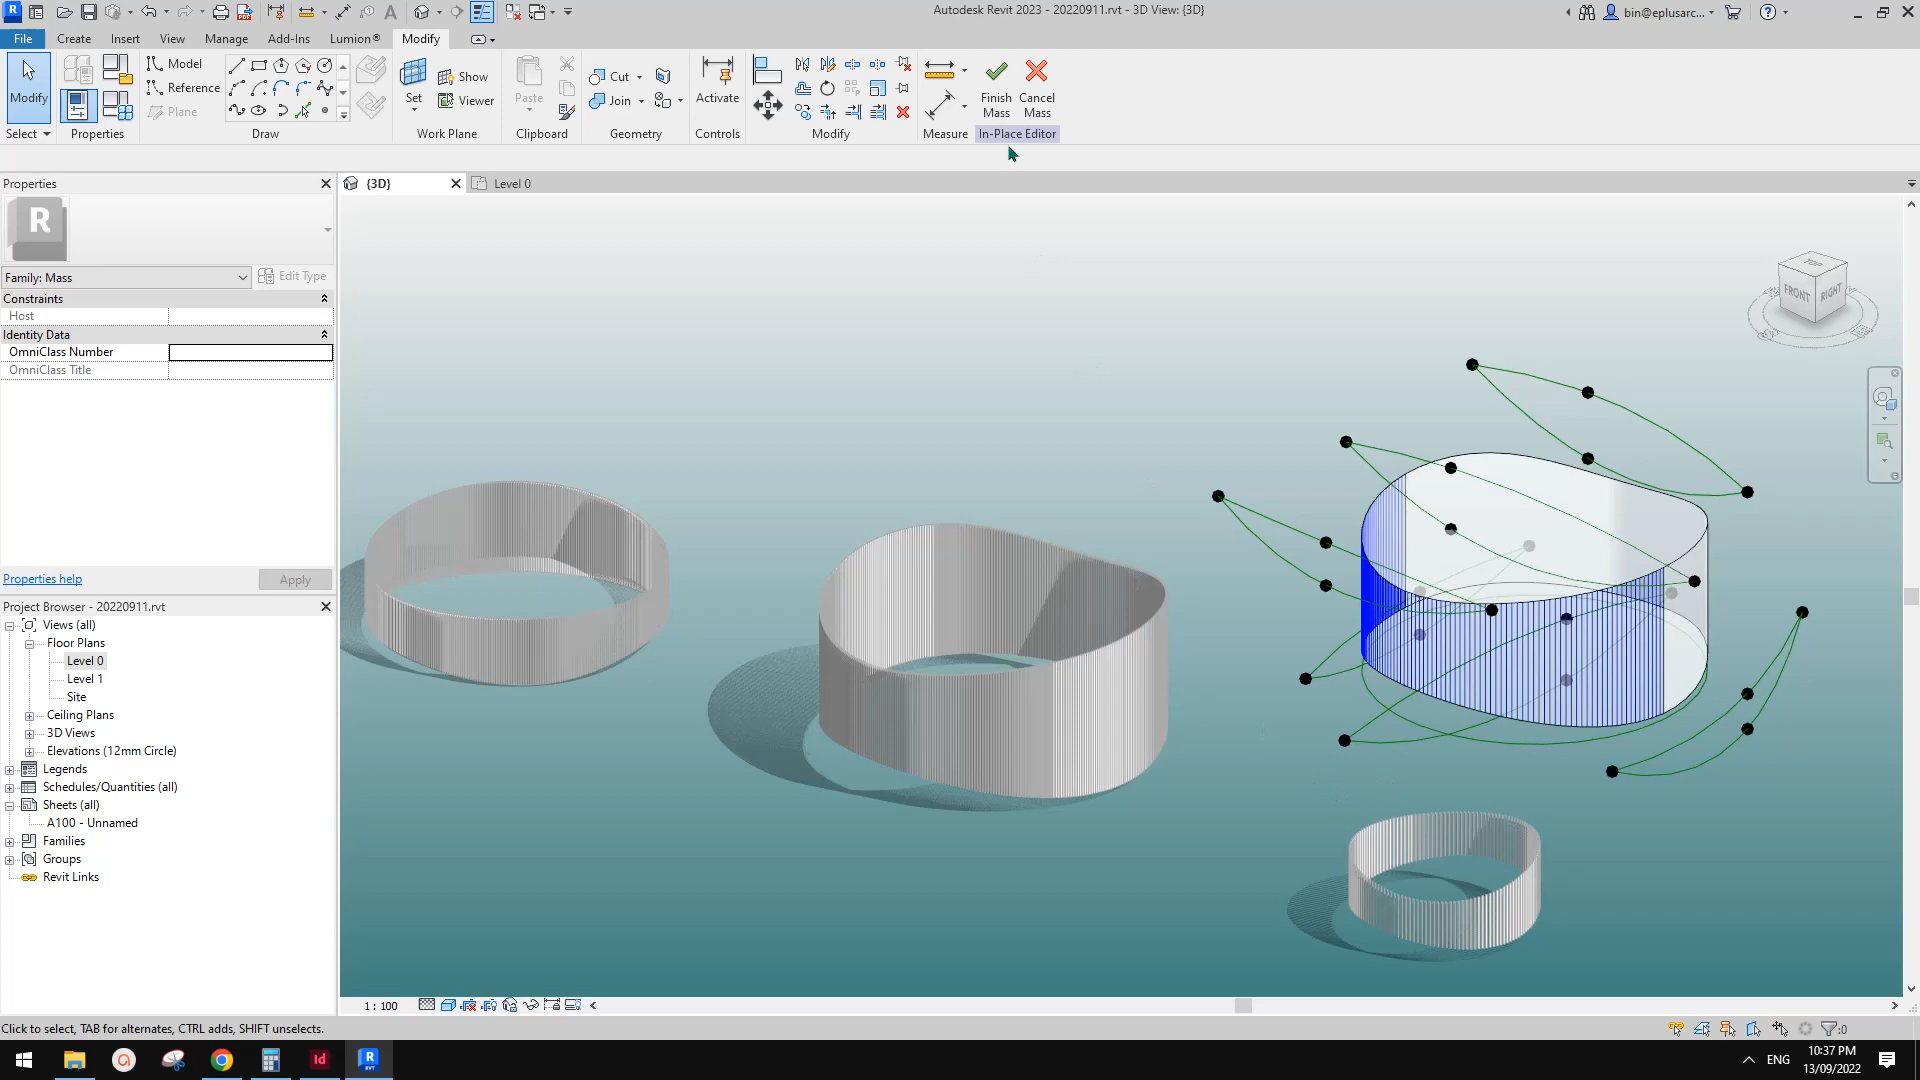 Autodesk Revit 2023 - 20220911.rvt - 3D View: {3D}
bin@eplusarc...
File
Create
Insert
View
Manage
Add-Ins
Lumion®
Modify
Modify
Select
Properties
Model
Reference
Plane
Draw
Set
Show
Viewer
Work Plane
Paste
Clipboard
Cut
Join
Geometry
Activate
Controls
Modify
Measure
Finish
Mass
Cancel
Mass
In-Place Editor
Properties
{3D}
Level 0
R
Family: Mass
Edit Type
Constraints
Host
Identity Data
OmniClass Number
OmniClass Title
Properties help
Apply
Project Browser - 20220911.rvt
Views (all)
Floor Plans
Level 0
Level 1
Site
Ceiling Plans
3D Views
Elevations (12mm Circle)
Legends
Schedules/Quantities (all)
Sheets (all)
A100 - Unnamed
Families
Groups
Revit Links
TOP
FRONT
RIGHT
1 : 100
Click to select, TAB for alternates, CTRL adds, SHIFT unselects.
:0
Id
R
RVT
ENG
10:37 PM
13/09/2022